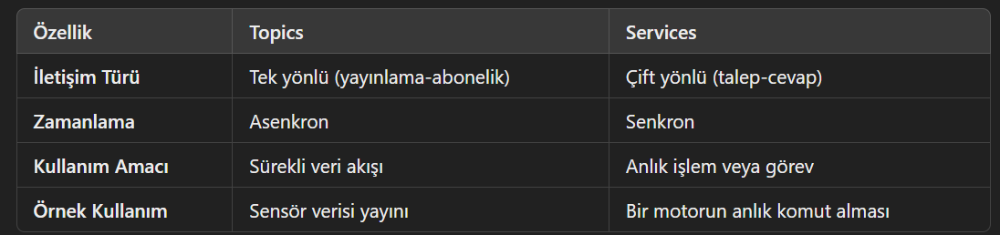 Özellik Topics Services
İletişim Türü Tek yönlü (yayınlama-abonelik) Çift yönlü (talep-cevap)
Zamanlama Asenkron Senkron
Kullanım Amacı Sürekli veri akışı Anlık işlem veya görev
Örnek Kullanım Sensör verisi yayını Bir motorun anlık komut alması